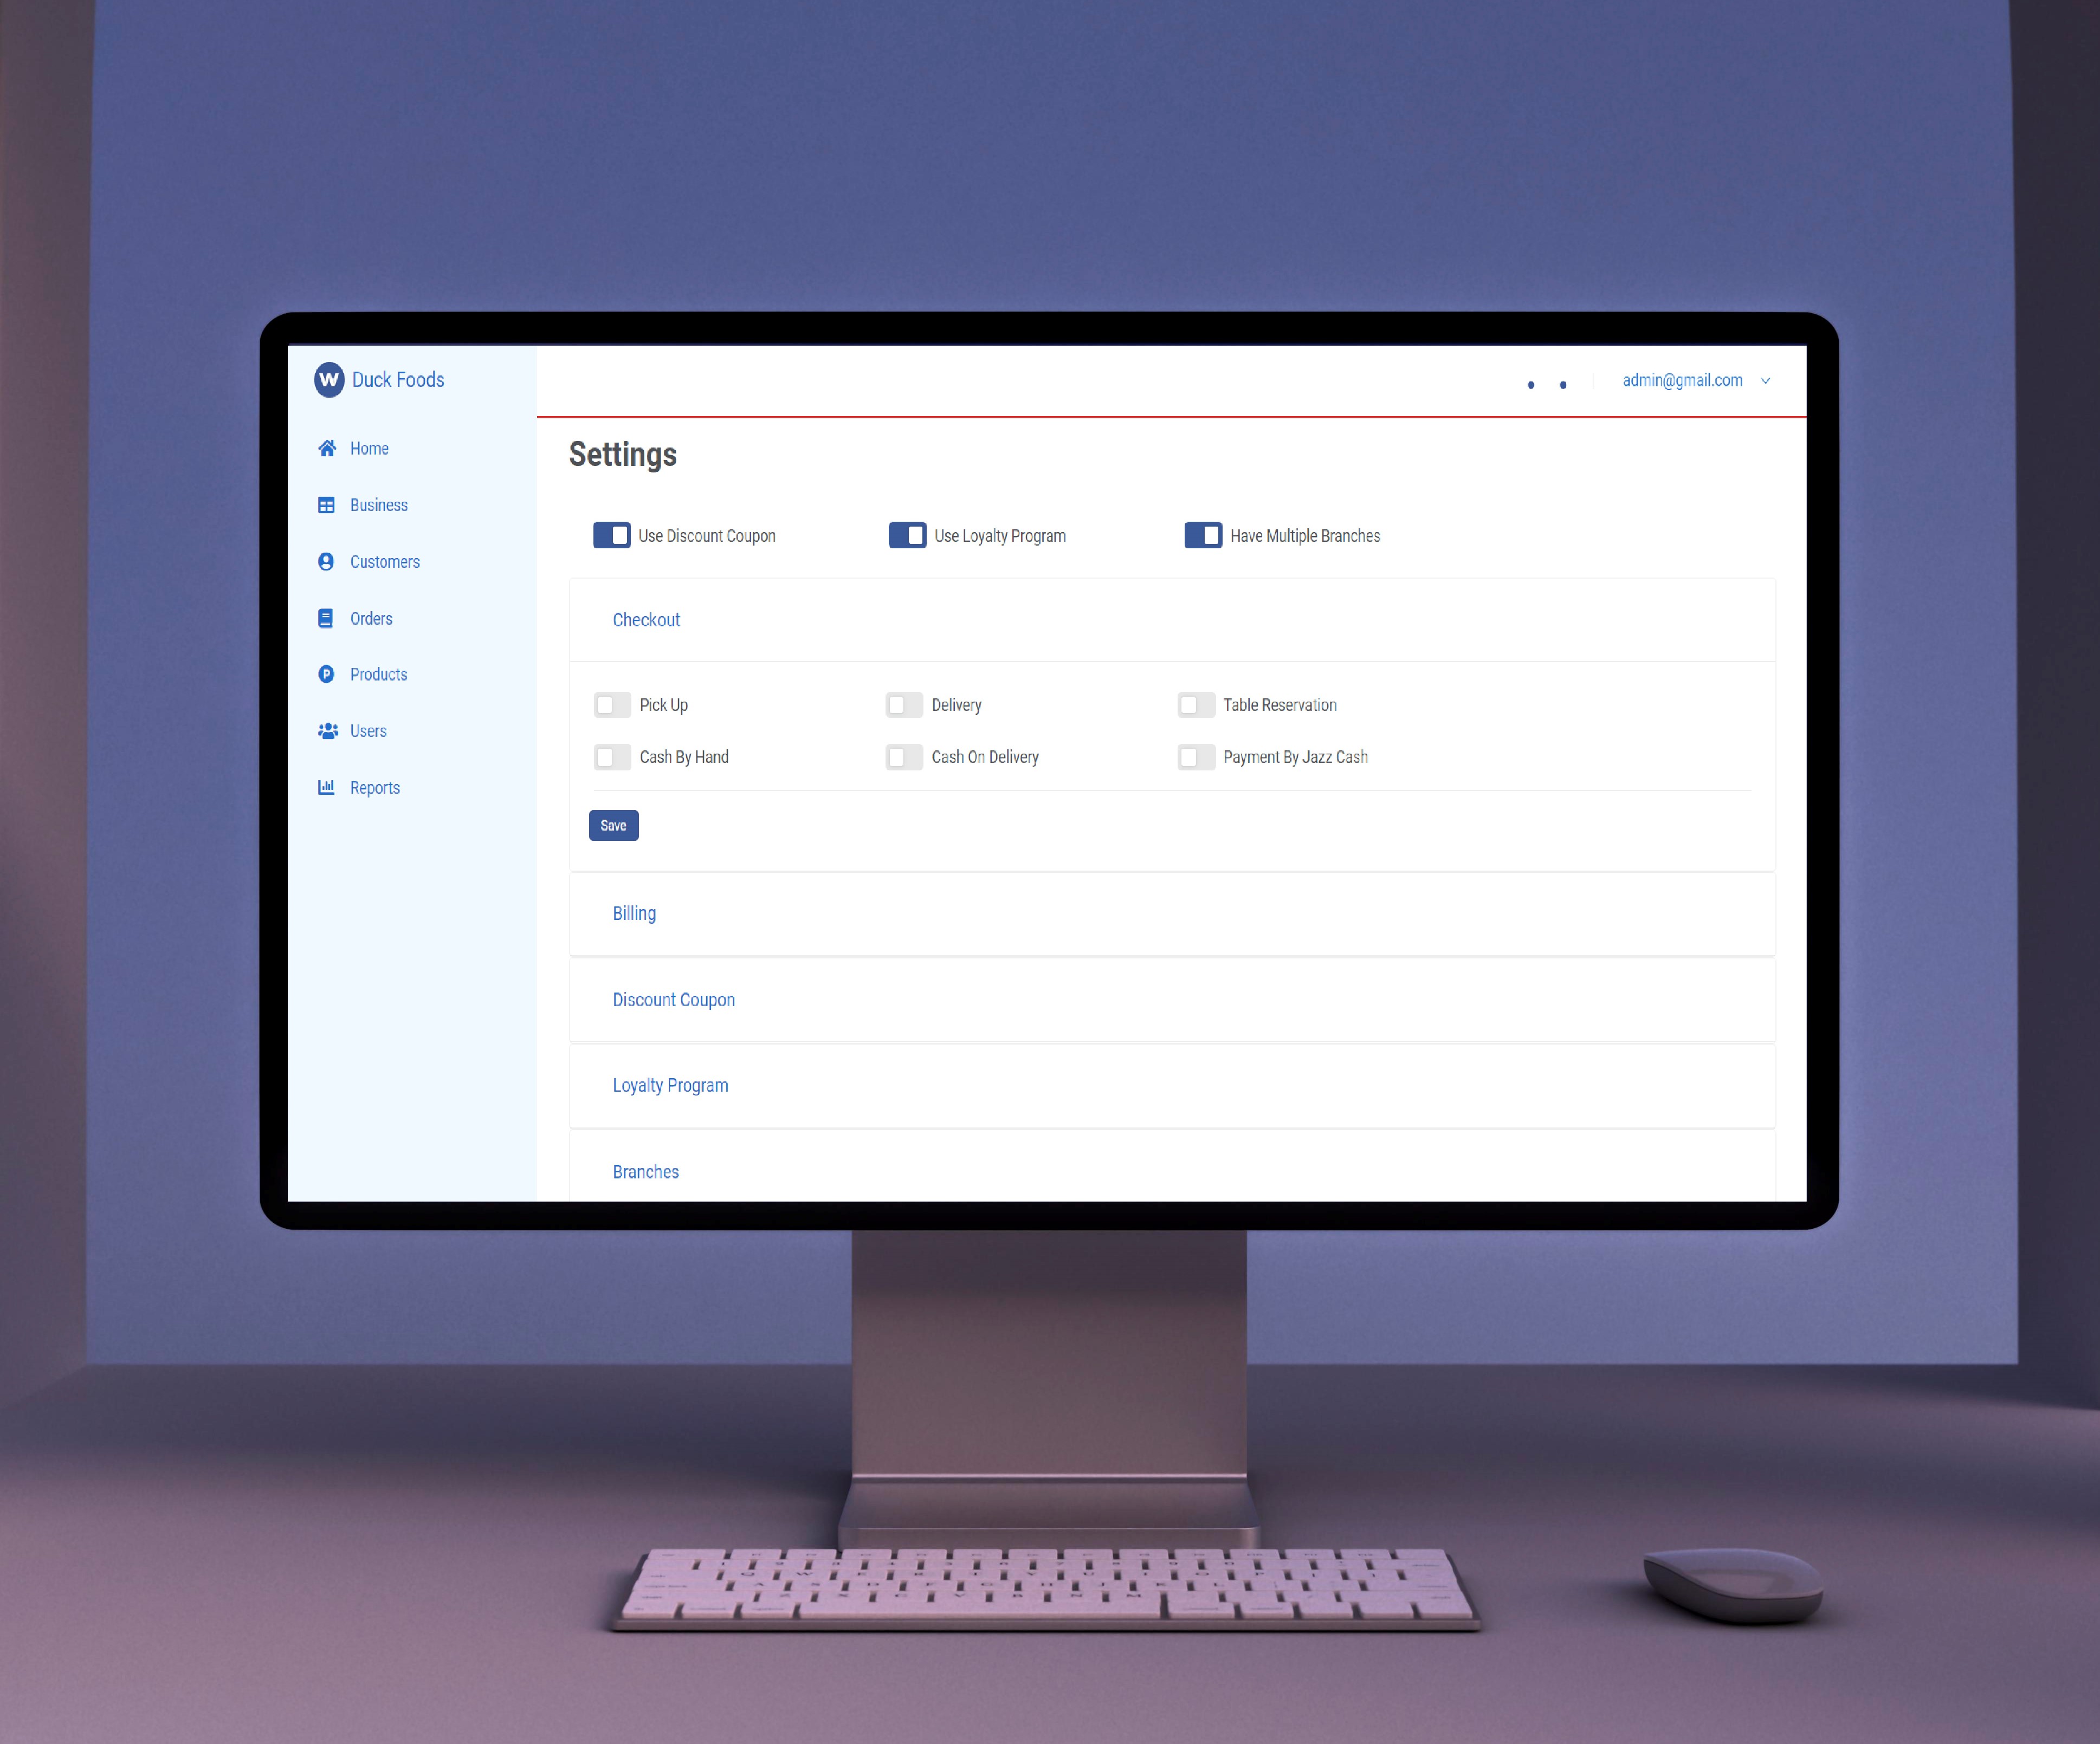 W Duck Foods
admin@gmail.com
Home
Business
Customers
Orders
Products
Users
Reports
Settings
Use Discount Coupon Use Loyalty Program Have Multiple Branches
Checkout
Pick Up Delivery Table Reservation
Cash By Hand Cash On Delivery Payment By Jazz Cash
Save
Billing
Discount Coupon
Loyalty Program
Branches